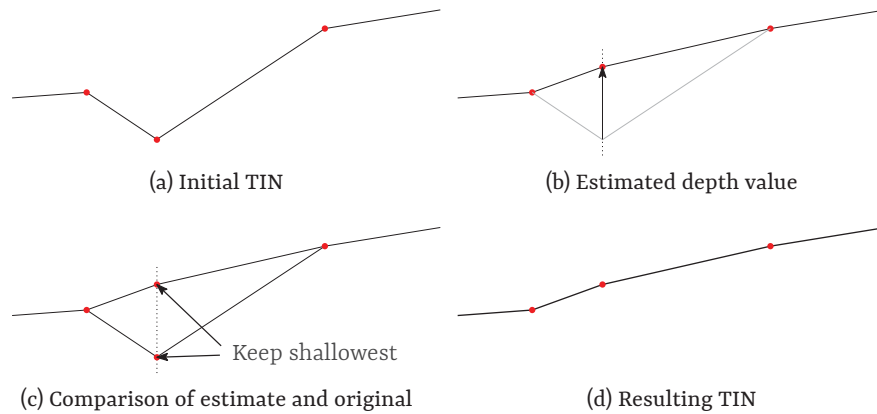 (a) Initial TIN
(b) Estimated depth value
Keep shallowest
(c) Comparison of estimate and original
(d) Resulting TIN